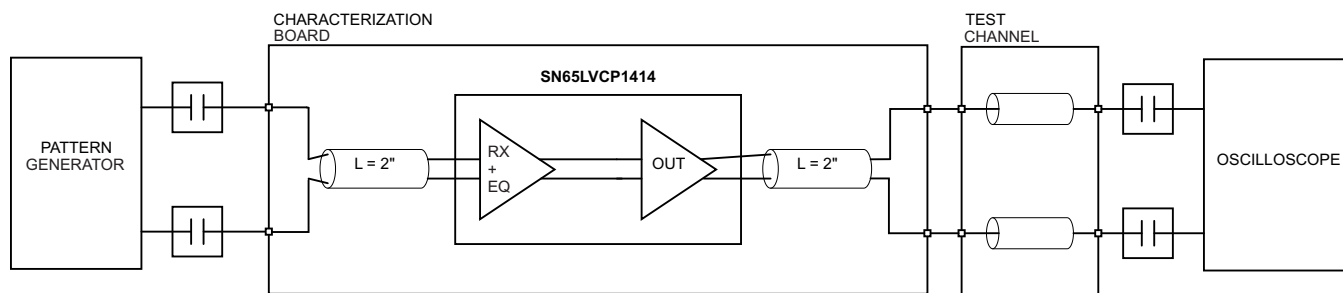 CHARACTERIZATION
BOARD
TEST
CHANNEL
SN65LVCP1414
PATTERN
GENERATOR
L = 2"
RX
+
EQ
OUT
L = 2"
OSCILLOSCOPE